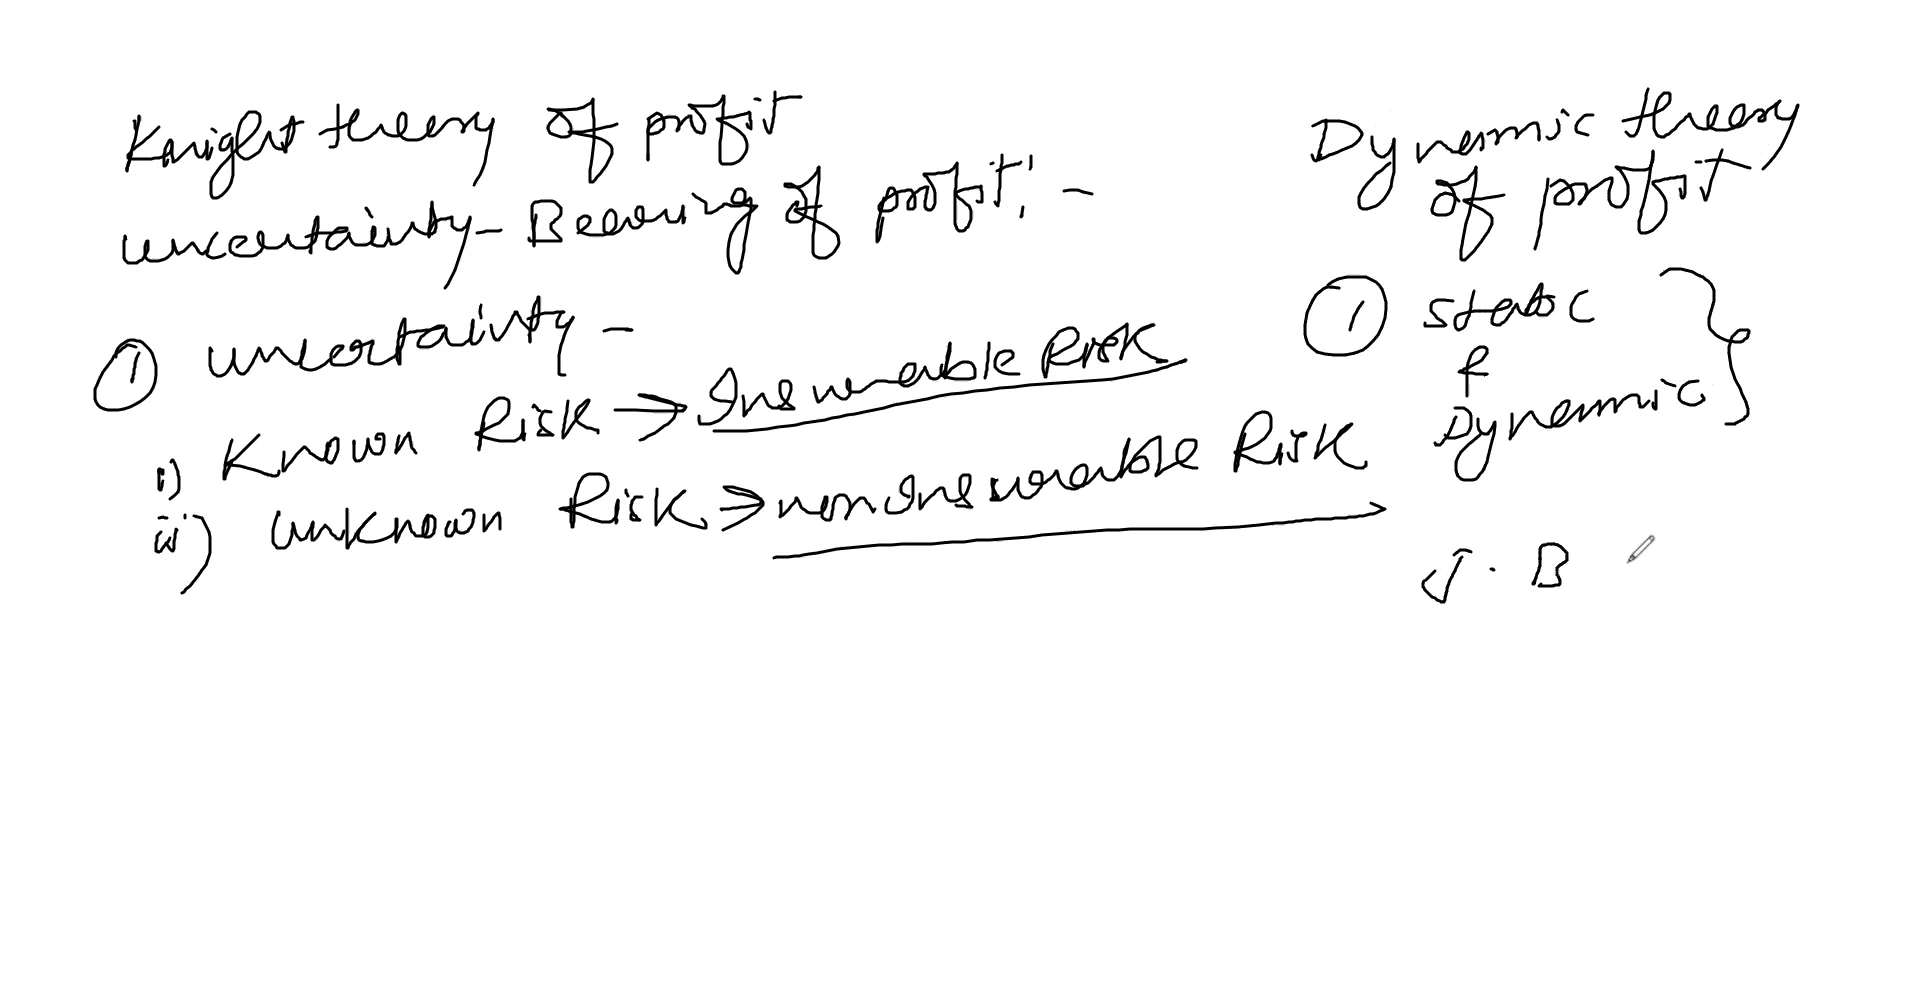 Knight theory of profit
uncertainty - Bearing of profit: -
① uncertainty -
i) Known Risk → Insurable Risk
ii) unknown Risk → non Insurable Risk
Dynamic theory
of profit
① static
&
Dynamic
J. B